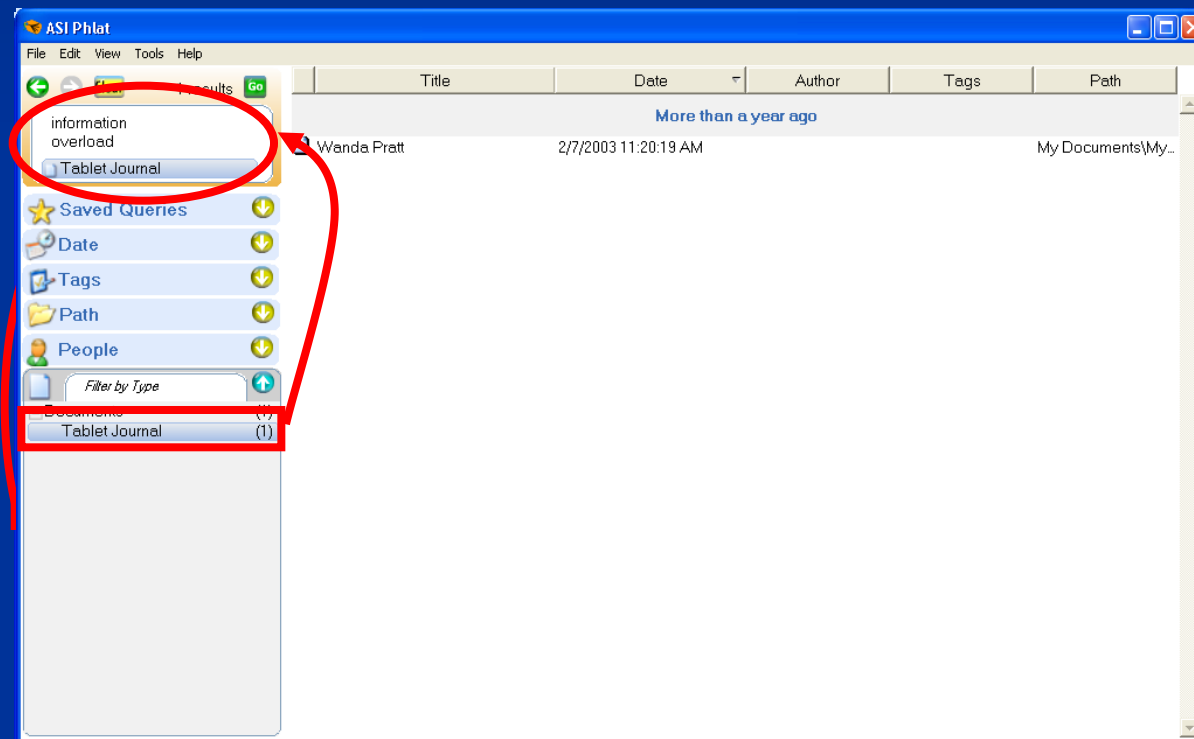 ASI Phlat
File Edit View Tools Help
Go
Title Date Author Tags Path
information
overload
Tablet Journal
More than a year ago
Wanda Pratt 2/7/2003 11:20:19 AM My Documents\My...
Saved Queries
Date
Tags
Path
People
Filter by Type
Documents (1)
Tablet Journal (1)